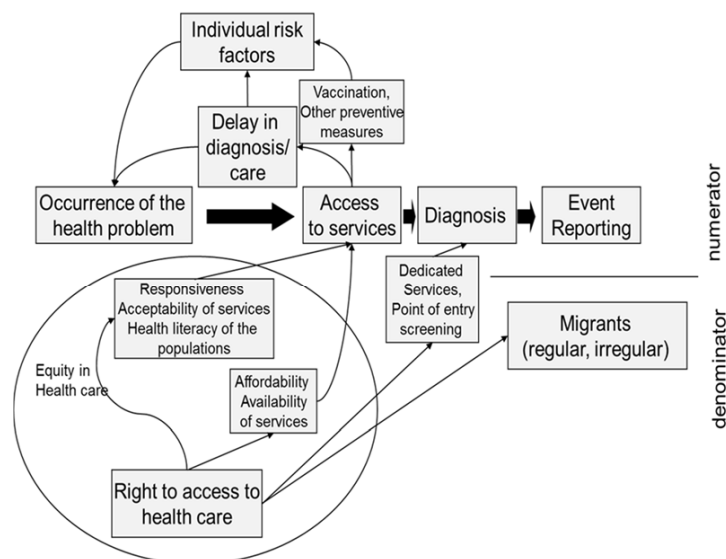 Individual risk
factors
Vaccination,
Other preventive
measures
Delay in
diagnosis/
care
Occurrence of the
health problem
Access
to services
Diagnosis
Event
Reporting
numerator
Responsiveness
Acceptability of services
Health literacy of the
populations
Dedicated
Services,
Point of entry
screening
Migrants
(regular, irregular)
denominator
Equity in
Health care
Affordability
Availability
of services
Right to access to
health care